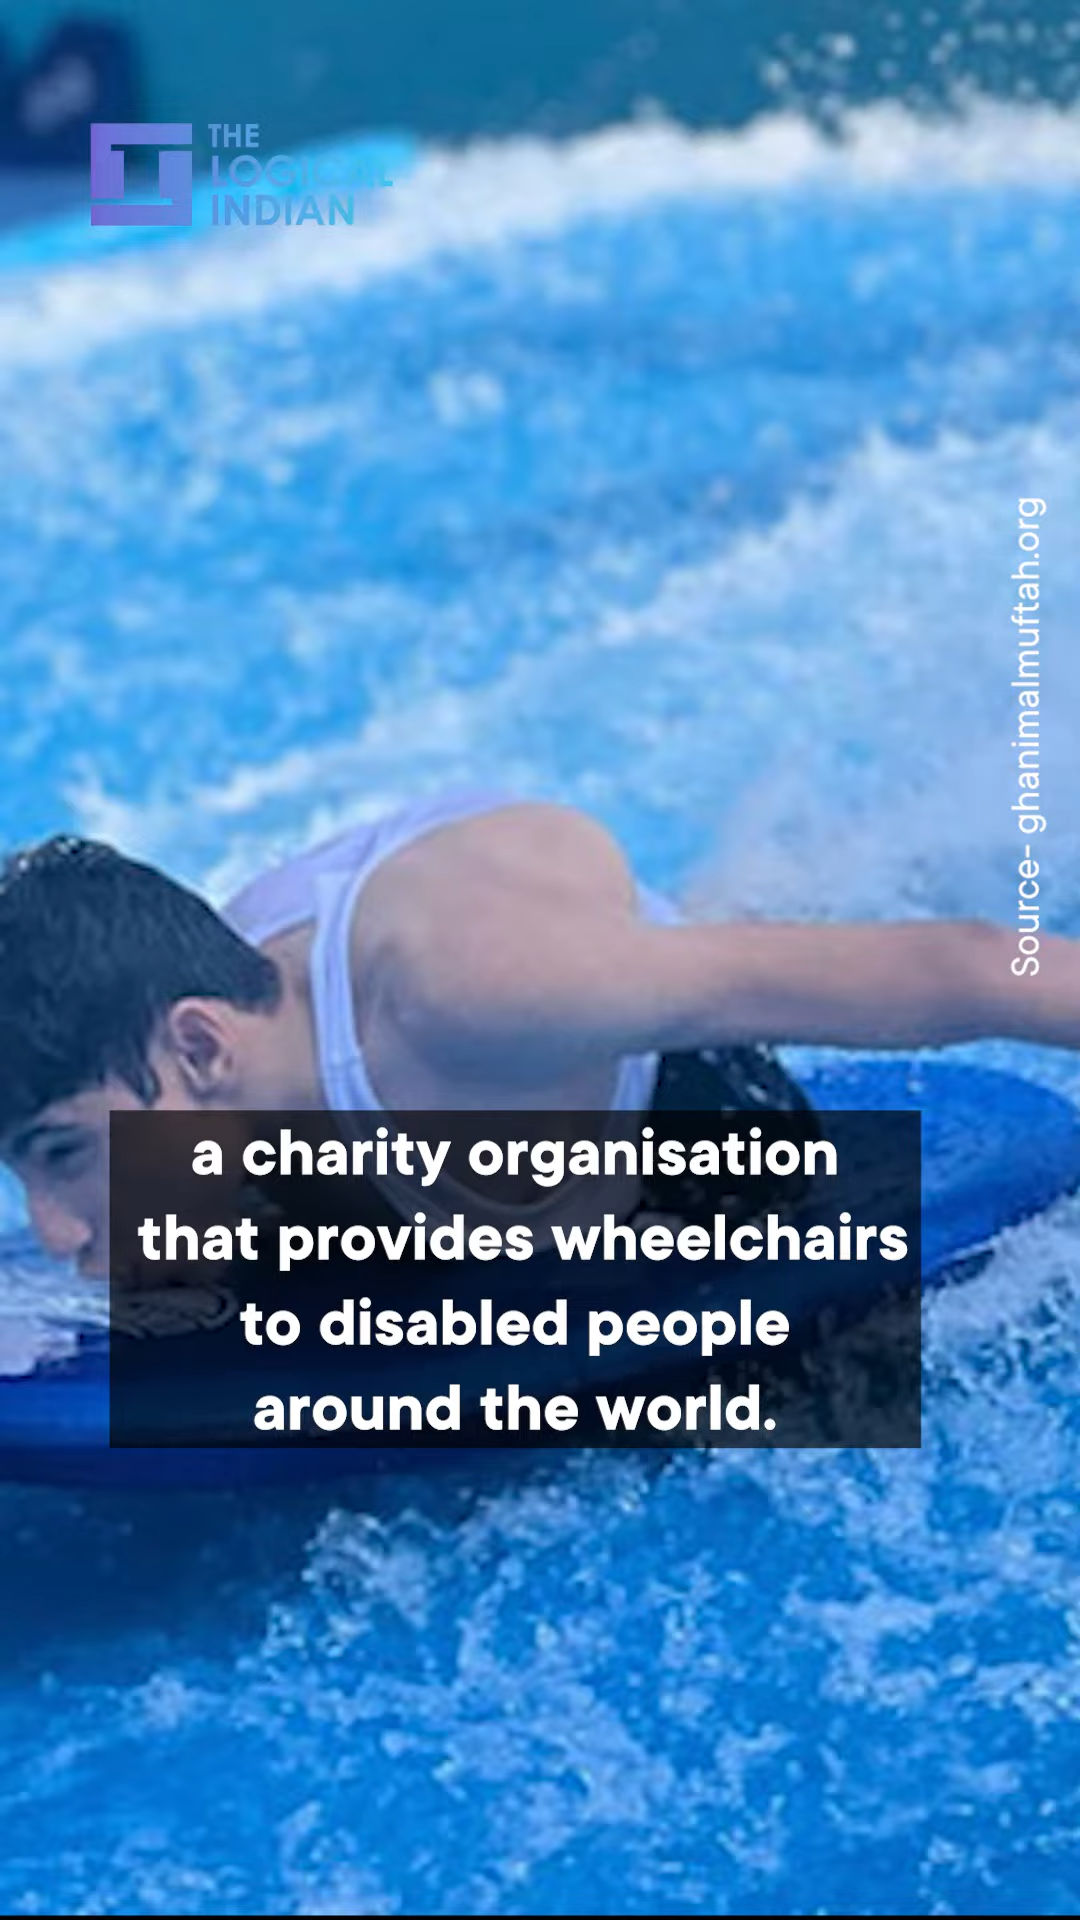 THE
LOGICAL
INDIAN
Source- ghanimalmuftah.org
a charity organisation
that provides wheelchairs
to disabled people
around the world.